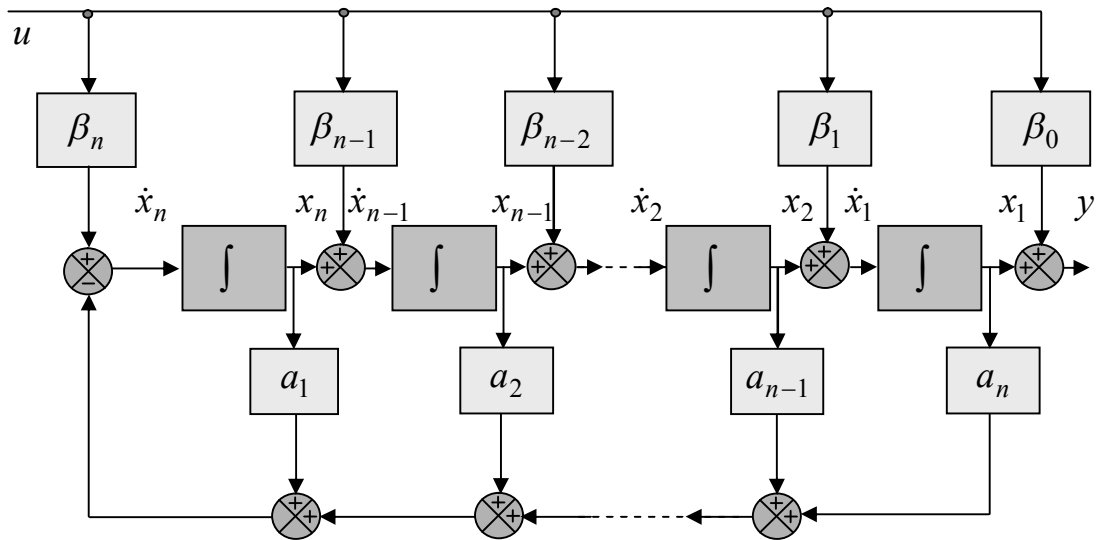 u
βₙ βₙ₋₁ βₙ₋₂ β₁ β₀
ẋₙ xₙ ẋₙ₋₁ xₙ₋₁ ẋ₂ x₂ ẋ₁ x₁ y
+ + + + + + + + +
− ∫ ∫ ∫ ∫
a₁ a₂ aₙ₋₁ aₙ
+ + + + + +